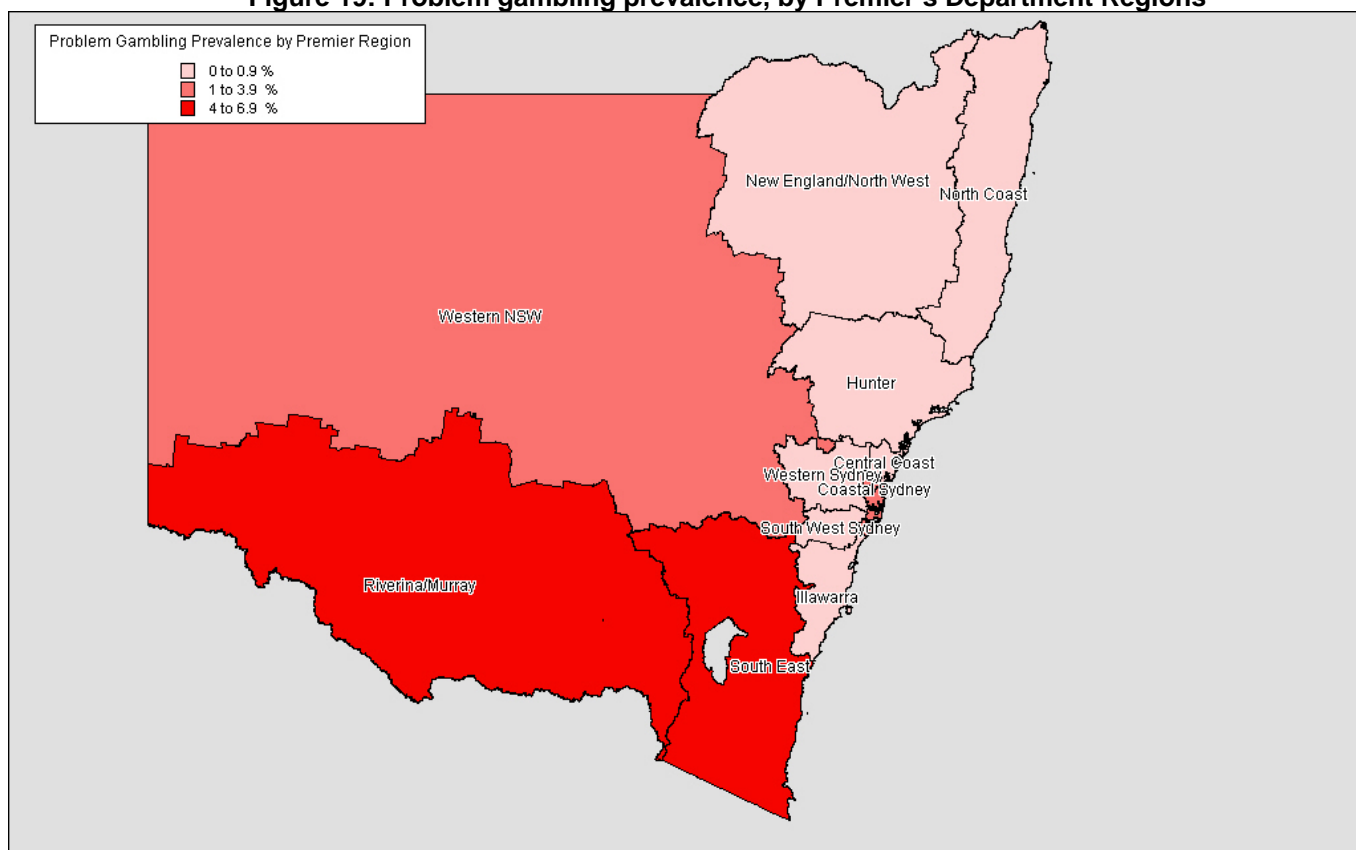 Figure 15: Problem gambling prevalence, by Premier's Department Regions
Problem Gambling Prevalence by Premier Region
0 to 0.9 %
1 to 3.9 %
4 to 6.9 %
New England/North West
North Coast
Western NSW
Hunter
Central Coast
Western Sydney
Coastal Sydney
South West Sydney
Riverina/Murray
Illawarra
South East